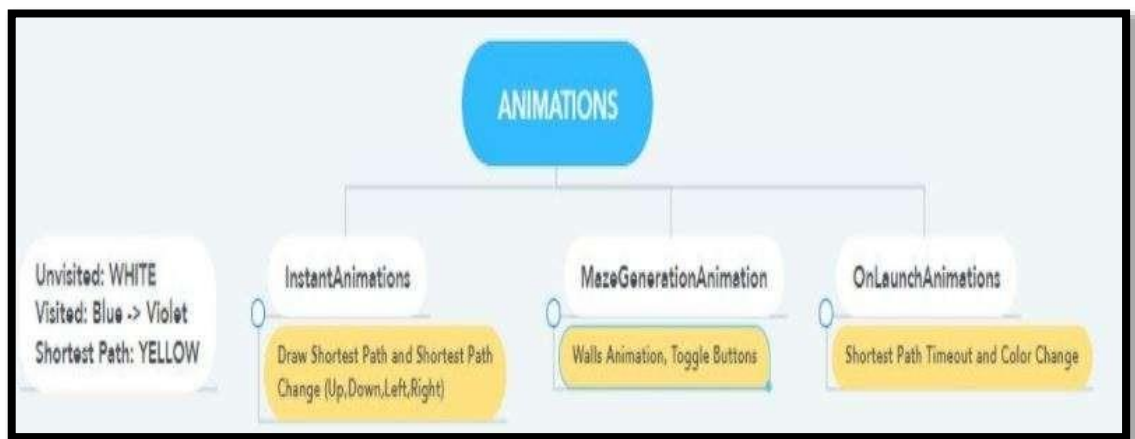 ANIMATIONS
Unvisited: WHITE
Visited: Blue -> Violet
Shortest Path: YELLOW
InstantAnimations
Draw Shortest Path and Shortest Path
Change (Up,Down,Left,Right)
MazeGenerationAnimation
Walls Animation, Toggle Buttons
OnLaunchAnimations
Shortest Path Timeout and Color Change